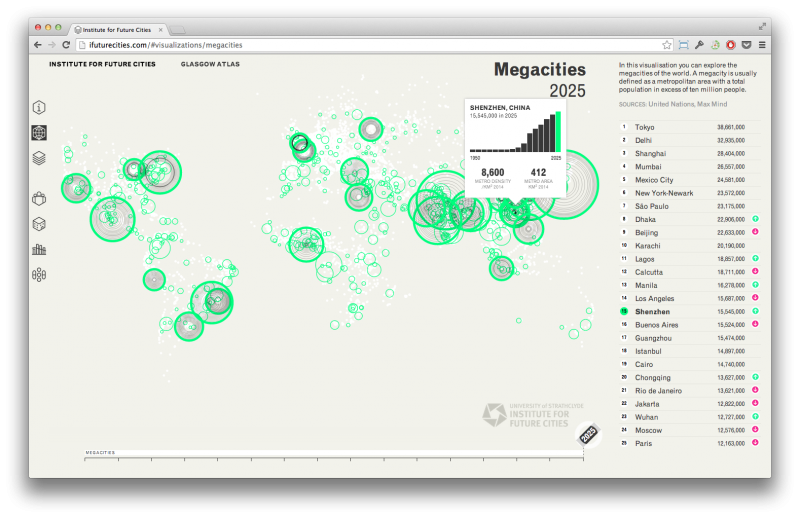 Institute for Future Cities
ifuturecities.com/#visualizations/megacities
INSTITUTE FOR FUTURE CITIES
GLASGOW ATLAS
Megacities
2025
In this visualisation you can explore the
megacities of the world. A megacity is usually
defined as a metropolitan area with a total
population in excess of ten million people.
SOURCES: United Nations, Max Mind
SHENZHEN, CHINA
15,545,000 in 2025
1950 2025
8,600 412
METRO DENSITY METRO AREA
/KM² 2014 KM² 2014
1 Tokyo 38,661,000
2 Delhi 32,935,000
3 Shanghai 28,404,000
4 Mumbai 26,557,000
5 Mexico City 24,581,000
6 New York-Newark 23,572,000
7 São Paulo 23,175,000
8 Dhaka 22,906,000
9 Beijing 22,633,000
10 Karachi 20,190,000
11 Lagos 18,857,000
12 Calcutta 18,711,000
13 Manila 16,278,000
14 Los Angeles 15,687,000
15 Shenzhen 15,545,000
16 Buenos Aires 15,524,000
17 Guangzhou 15,474,000
18 Istanbul 14,897,000
19 Cairo 14,740,000
20 Chongqing 13,627,000
21 Rio de Janeiro 13,621,000
22 Jakarta 12,822,000
23 Wuhan 12,727,000
24 Moscow 12,576,000
25 Paris 12,163,000
UNIVERSITY OF STRATHCLYDE
INSTITUTE FOR
FUTURE CITIES
2025
MEGACITIES